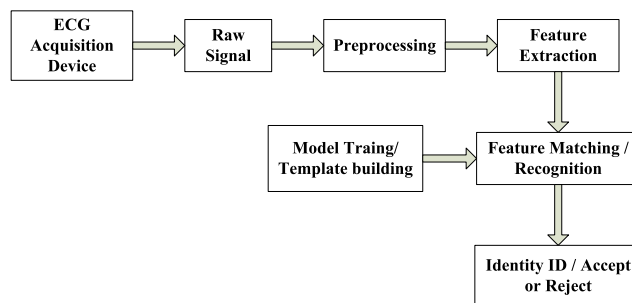 ECG
Acquisition
Device
Raw
Signal
Preprocessing
Feature
Extraction
Model Traing/
Template building
Feature Matching /
Recognition
Identity ID / Accept
or Reject